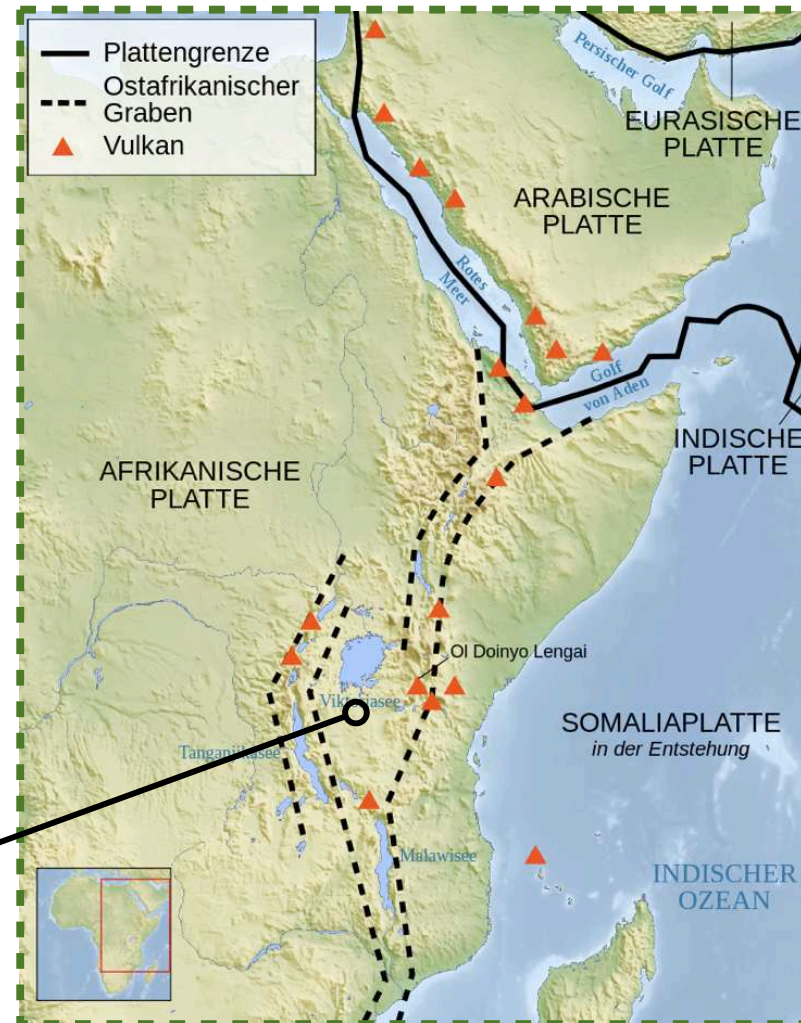 Plattengrenze
Ostafrikanischer
Graben
Vulkan
Persischer Golf
EURASISCHE
PLATTE
ARABISCHE
PLATTE
Rotes
Meer
Golf
von Aden
INDISCHE
PLATTE
AFRIKANISCHE
PLATTE
Ol Doinyo Lengai
Viktoriasee
SOMALIAPLATTE
in der Entstehung
Tanganjikasee
Malawisee
INDISCHER
OZEAN